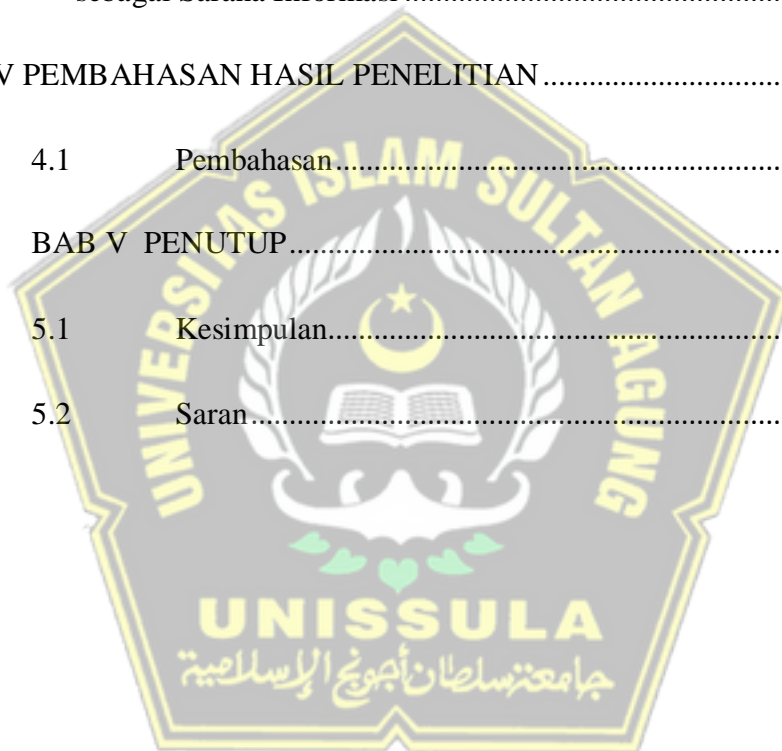 sebagai Sarana Informasi ......................................................
V PEMBAHASAN HASIL PENELITIAN ...............................
4.1 Pembahasan ................................................................
BAB V PENUTUP ................................................................
5.1 Kesimpulan ................................................................
5.2 Saran ................................................................
UNIVERSITAS ISLAM SULTAN AGUNG
UNISSULA
جامعة سلطان أجونج الإسلامية